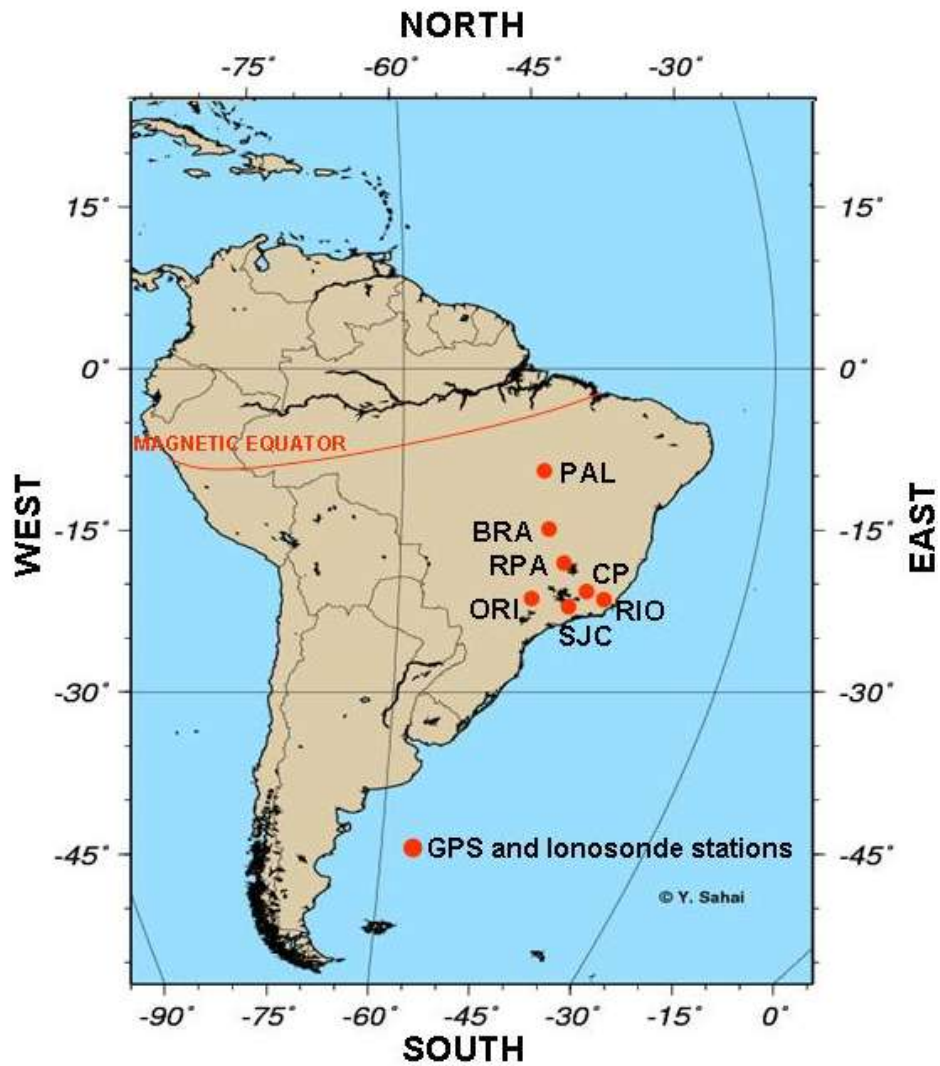 NORTH
-75° -60° -45° -30°
15° 15°
0° 0°
MAGNETIC EQUATOR
PAL
WEST
EAST
-15° BRA -15°
RPA CP
ORI RIO
SJC
-30° -30°
-45° GPS and Ionosonde stations -45°
© Y. Sahai
-90° -75° -60° -45° -30° -15° 0°
SOUTH